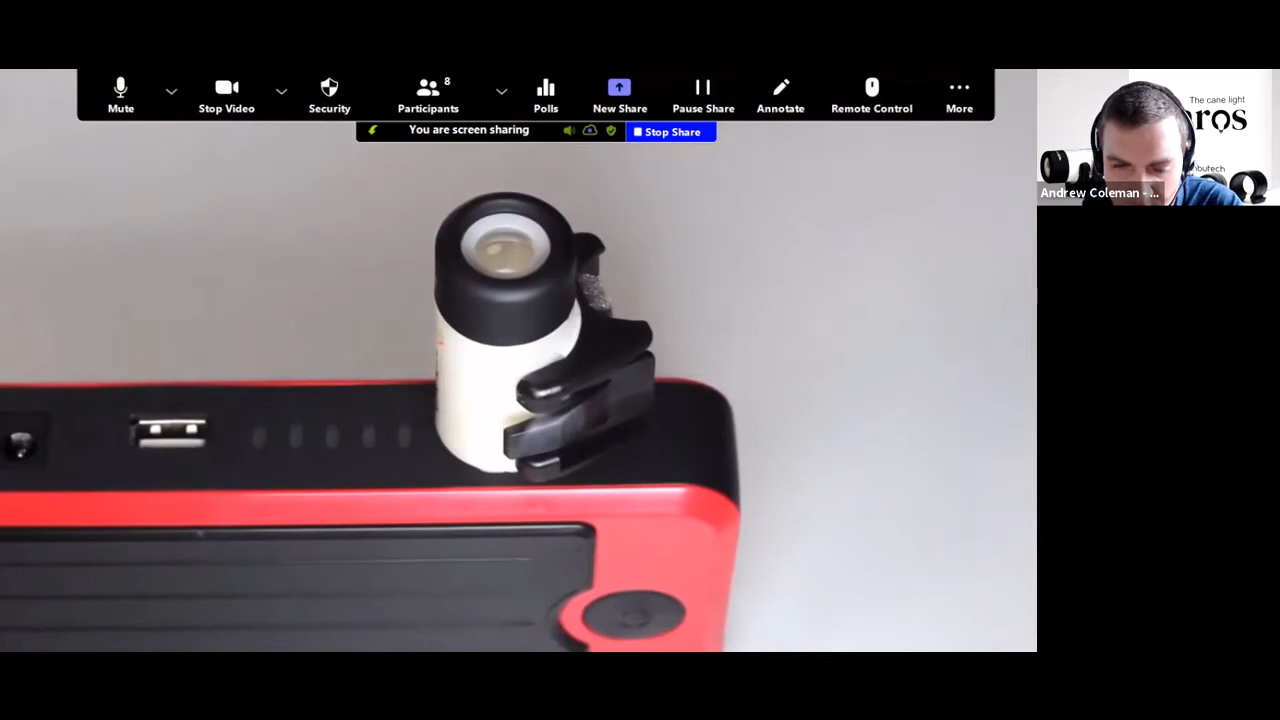 8
Mute
Stop Video
Security
Participants
Polls
New Share
Pause Share
Annotate
Remote Control
More
You are screen sharing
Stop Share
The cane light
ros
butech
Andrew Coleman - ...